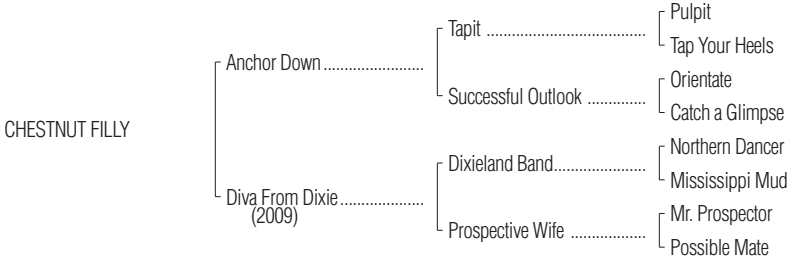 Pulpit
Tapit ....................................
Tap Your Heels
Anchor Down .......................
Orientate
Successful Outlook .............
Catch a Glimpse
CHESTNUT FILLY
Northern Dancer
Dixieland Band.....................
Mississippi Mud
Diva From Dixie ...................
(2009)
Mr. Prospector
Prospective Wife .................
Possible Mate